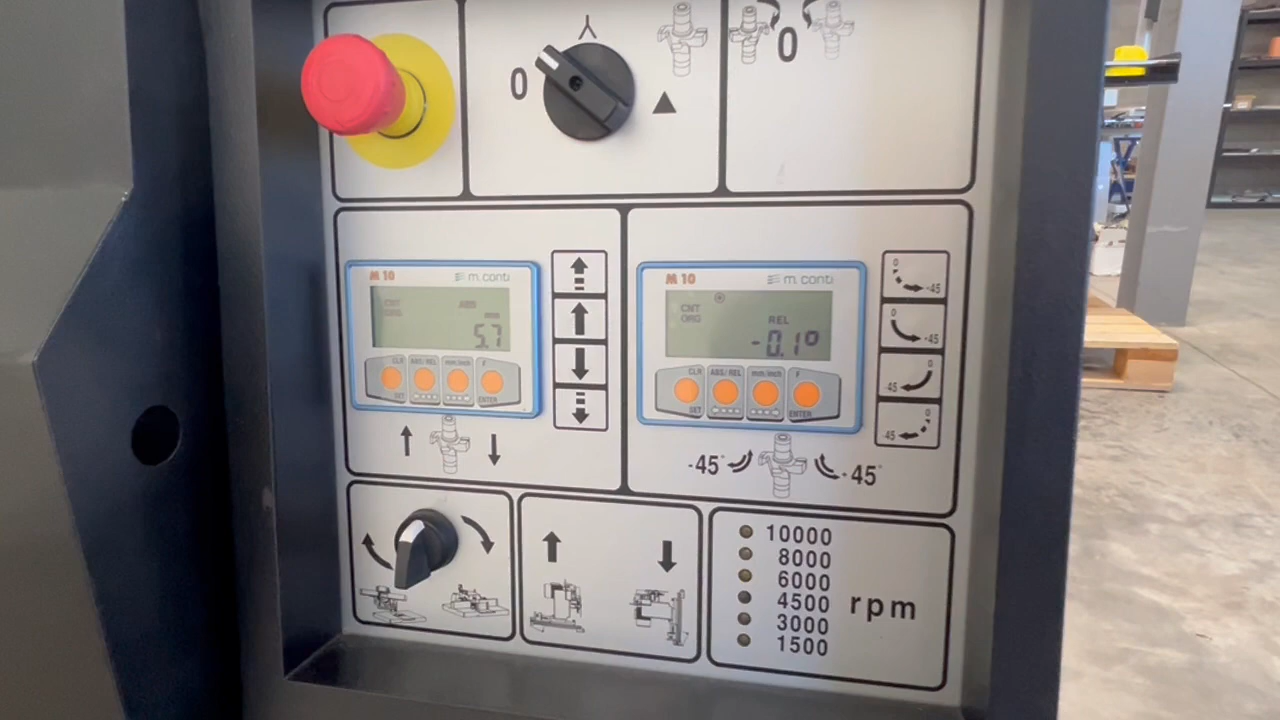 0
0
M 10
m.conti
CNT
ABS
ORG
mm
5.7
CLR
ABS/REL
mm/inch
F
SET
ENTER
M 10
m.conti
CNT
ORG
REL
-0.1°
CLR
ABS/REL
mm/inch
F
SET
ENTER
0
-45
0
-45
0
45
0
45
-45°
+45°
10000
8000
6000
4500 rpm
3000
1500